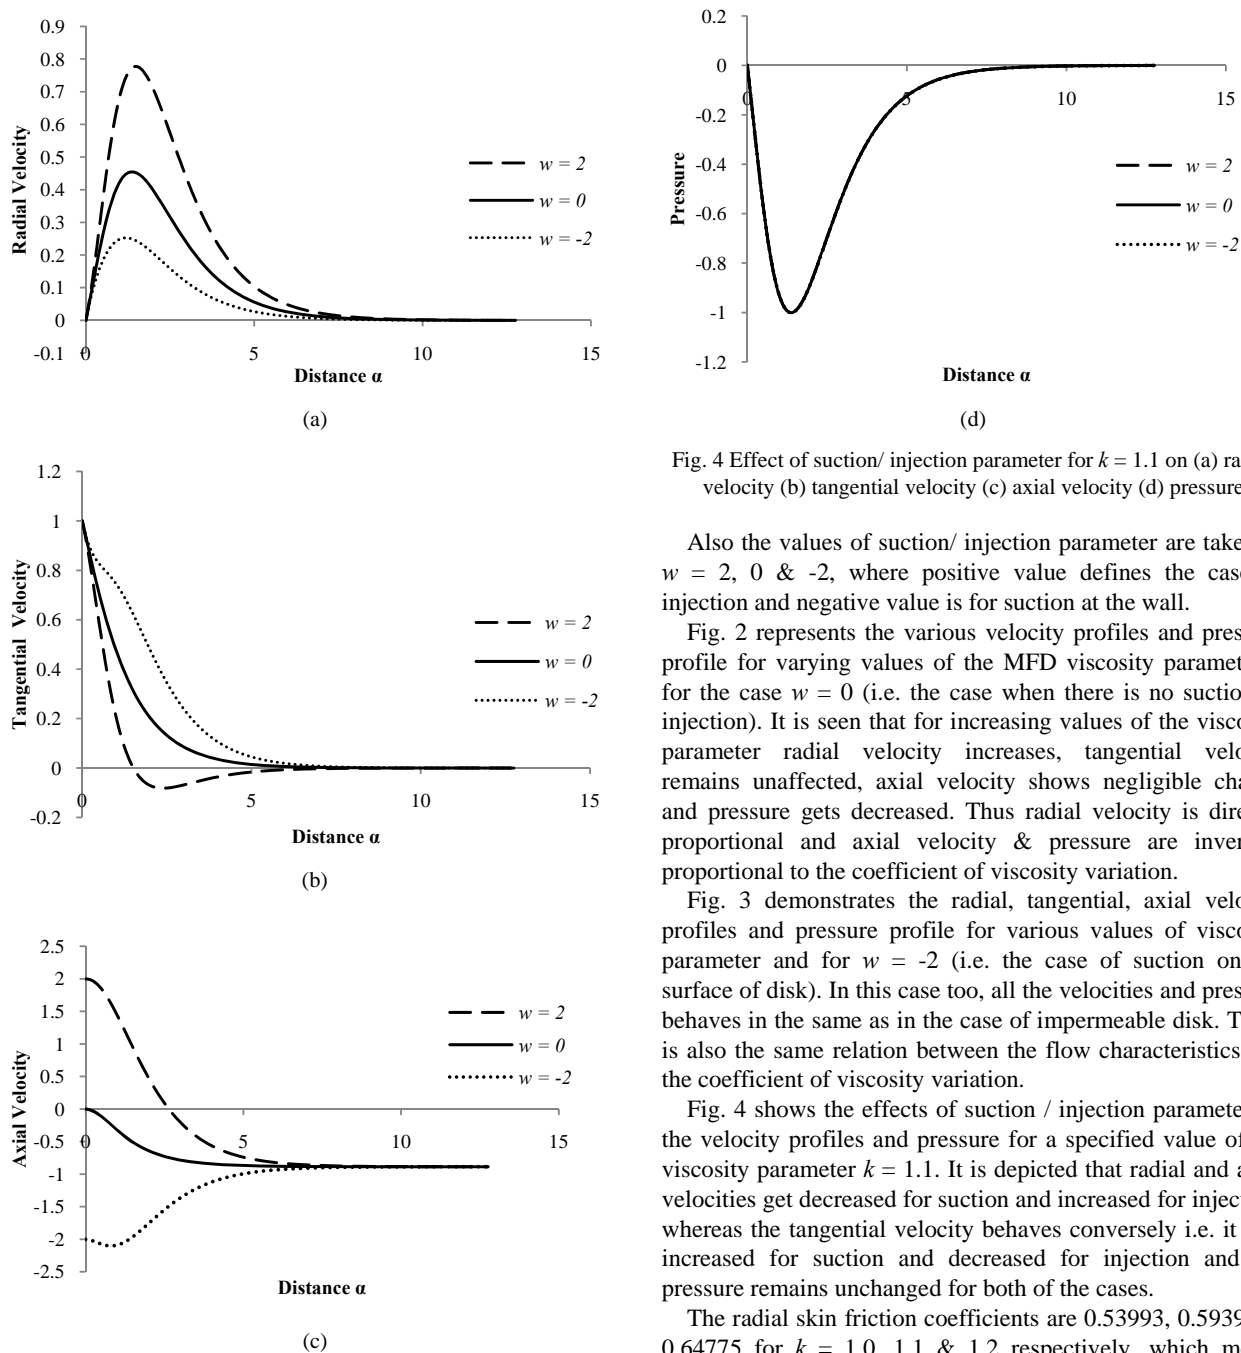 0.9
0.8
0.7
0.6
0.5
0.4
0.3
0.2
0.1
0
-0.1
0
5
10
15
Radial Velocity
Distance α
w = 2
w = 0
w = -2
(a)
1.2
1
0.8
0.6
0.4
0.2
0
-0.2
0
5
10
15
Tangential Velocity
Distance α
w = 2
w = 0
w = -2
(b)
2.5
2
1.5
1
0.5
0
-0.5
-1
-1.5
-2
-2.5
0
5
10
15
Axial Velocity
Distance α
w = 2
w = 0
w = -2
(c)
0.2
0
-0.2
-0.4
-0.6
-0.8
-1
-1.2
0
5
10
15
Pressure
Distance α
w = 2
w = 0
w = -2
(d)
Fig. 4 Effect of suction/ injection parameter for k = 1.1 on (a) ra
velocity (b) tangential velocity (c) axial velocity (d) pressure
Also the values of suction/ injection parameter are take
w = 2, 0 & -2, where positive value defines the case
injection and negative value is for suction at the wall.
Fig. 2 represents the various velocity profiles and pres
profile for varying values of the MFD viscosity paramet
for the case w = 0 (i.e. the case when there is no suctio
injection). It is seen that for increasing values of the visco
parameter radial velocity increases, tangential velo
remains unaffected, axial velocity shows negligible cha
and pressure gets decreased. Thus radial velocity is dire
proportional and axial velocity & pressure are inver
proportional to the coefficient of viscosity variation.
Fig. 3 demonstrates the radial, tangential, axial velo
profiles and pressure profile for various values of visco
parameter and for w = -2 (i.e. the case of suction on
surface of disk). In this case too, all the velocities and pres
behaves in the same as in the case of impermeable disk. T
is also the same relation between the flow characteristics
the coefficient of viscosity variation.
Fig. 4 shows the effects of suction / injection paramete
the velocity profiles and pressure for a specified value of
viscosity parameter k = 1.1. It is depicted that radial and a
velocities get decreased for suction and increased for inject
whereas the tangential velocity behaves conversely i.e. it
increased for suction and decreased for injection and
pressure remains unchanged for both of the cases.
The radial skin friction coefficients are 0.53993, 0.5939
0.64775 for k = 1.0, 1.1 & 1.2 respectively, which m